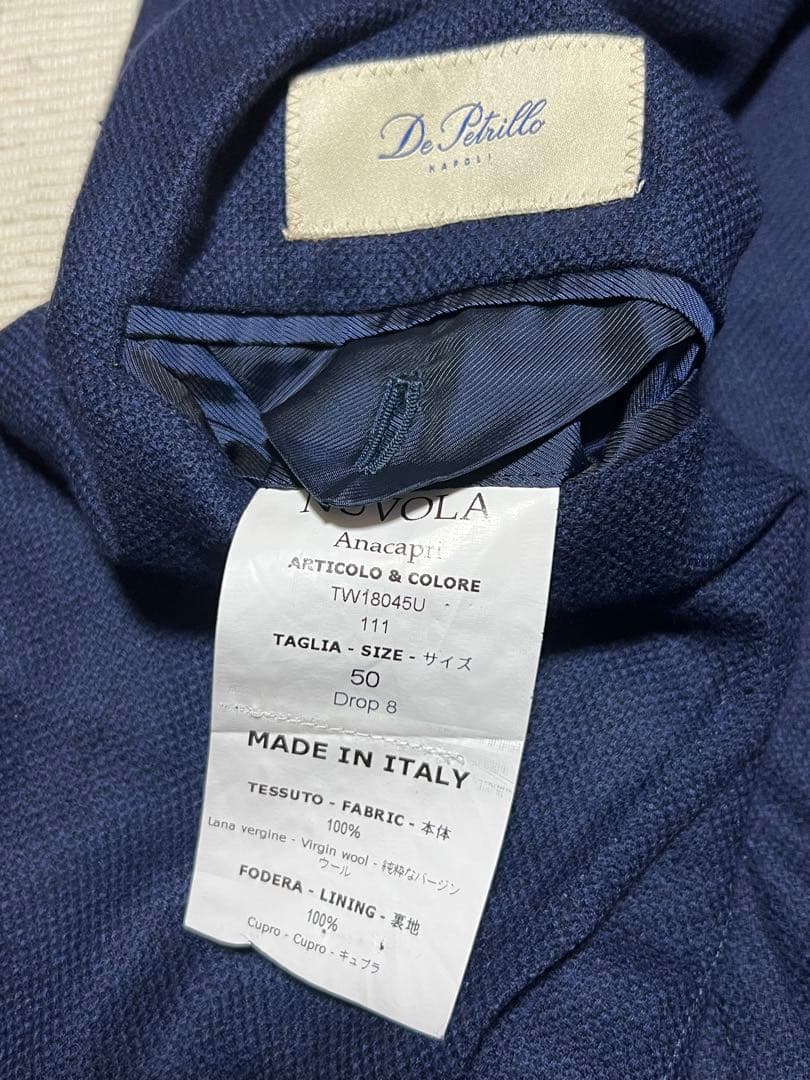 De Petrillo
NAPOLI
NUVOLA
Anacapri
ARTICOLO & COLORE
TW18045U
111
TAGLIA - SIZE - サイズ
50
Drop 8
MADE IN ITALY
TESSUTO - FABRIC - 本体
100%
Lana vergine - Virgin wool - 純粋なバージン
ウール
FODERA - LINING - 裏地
100%
Cupro - Cupro - キュプラ